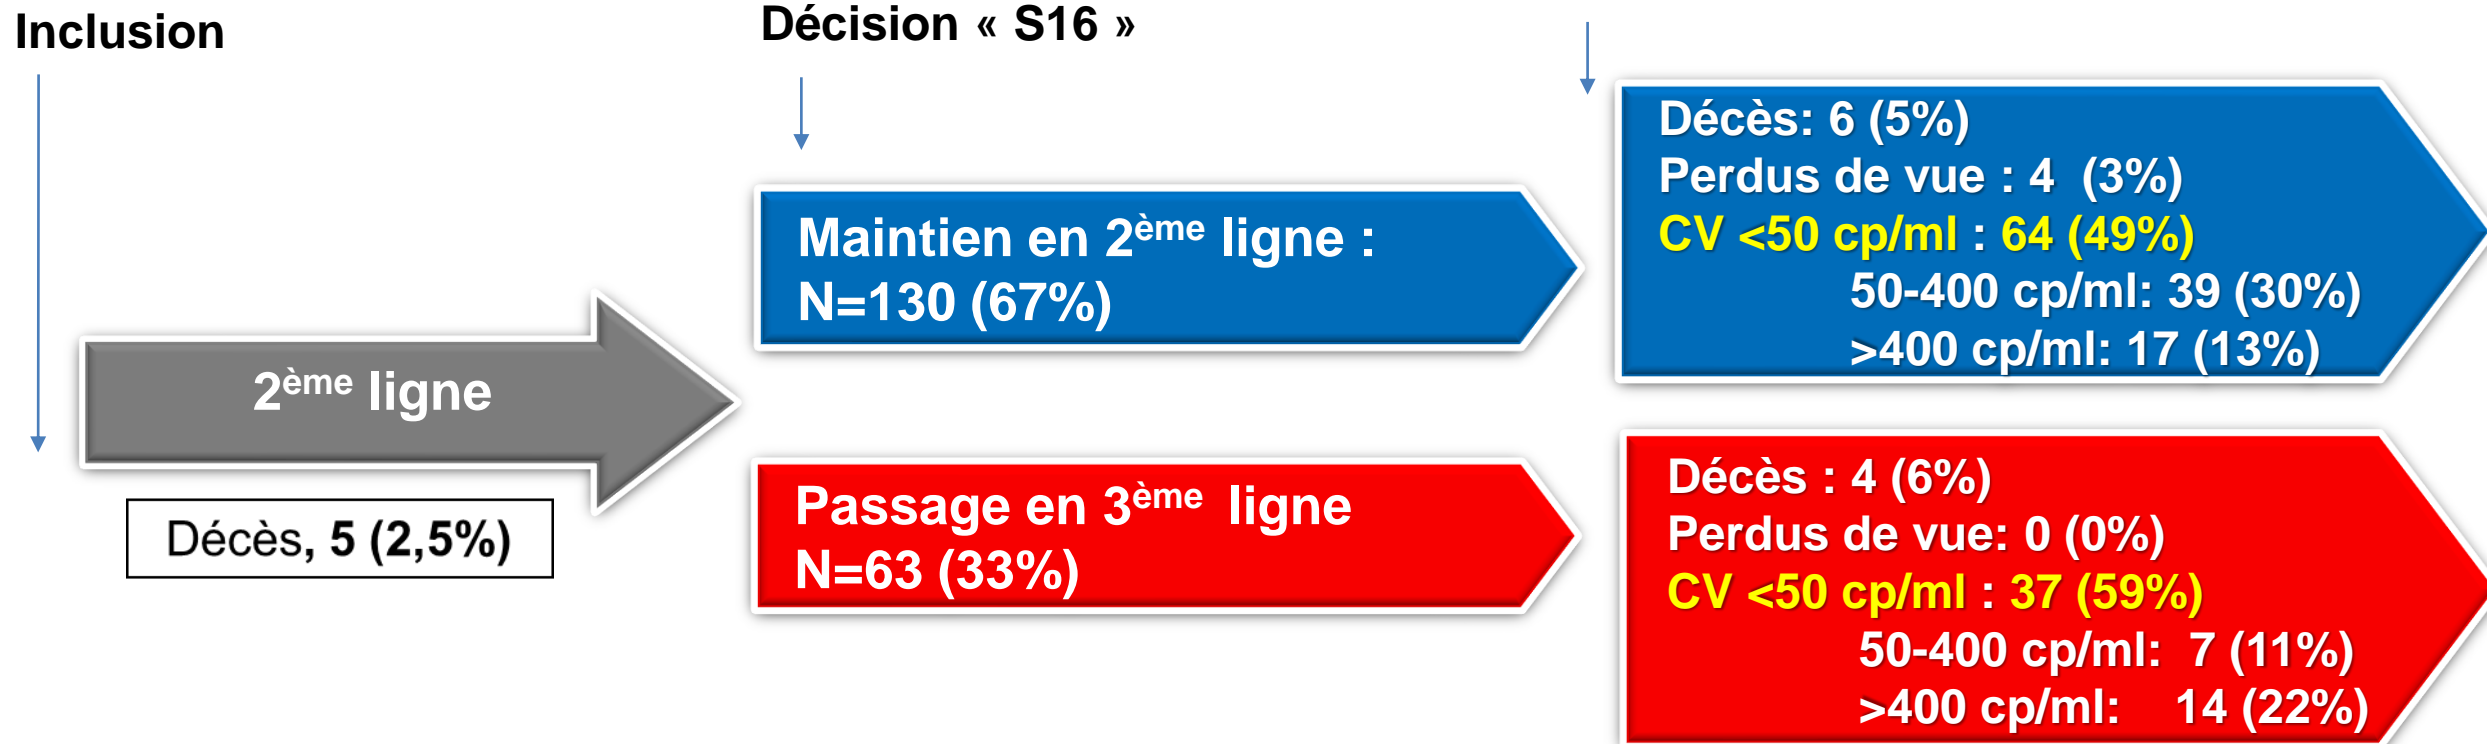 Inclusion
Décision « S16 »
2ème ligne
Décès, 5 (2,5%)
Maintien en 2ème ligne :
N=130 (67%)
Passage en 3ème ligne
N=63 (33%)
Décès: 6 (5%)
Perdus de vue : 4 (3%)
CV <50 cp/ml : 64 (49%)
50-400 cp/ml: 39 (30%)
>400 cp/ml: 17 (13%)
Décès : 4 (6%)
Perdus de vue: 0 (0%)
CV <50 cp/ml : 37 (59%)
50-400 cp/ml: 7 (11%)
>400 cp/ml: 14 (22%)